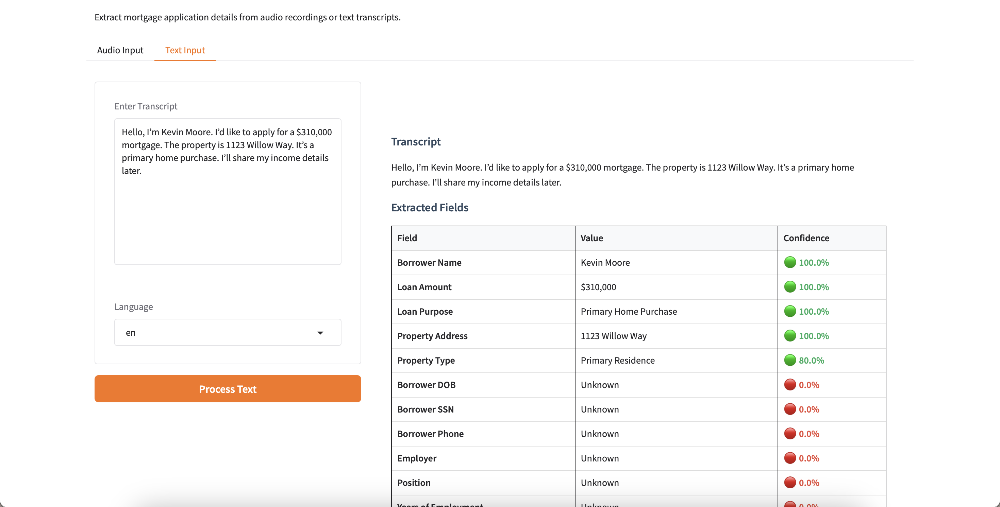 Extract mortgage application details from audio recordings or text transcripts.
Audio Input
Text Input
Enter Transcript
Hello, I’m Kevin Moore. I’d like to apply for a $310,000
mortgage. The property is 1123 Willow Way. It’s a
primary home purchase. I’ll share my income details
later.
Language
en
Process Text
Transcript
Hello, I’m Kevin Moore. I’d like to apply for a $310,000 mortgage. The property is 1123 Willow Way. It’s a primary home
purchase. I’ll share my income details later.
Extracted Fields
Field Value Confidence
Borrower Name Kevin Moore 100.0%
Loan Amount $310,000 100.0%
Loan Purpose Primary Home Purchase 100.0%
Property Address 1123 Willow Way 100.0%
Property Type Primary Residence 80.0%
Borrower DOB Unknown 0.0%
Borrower SSN Unknown 0.0%
Borrower Phone Unknown 0.0%
Employer Unknown 0.0%
Position Unknown 0.0%
Years of Employment Unknown 0.0%